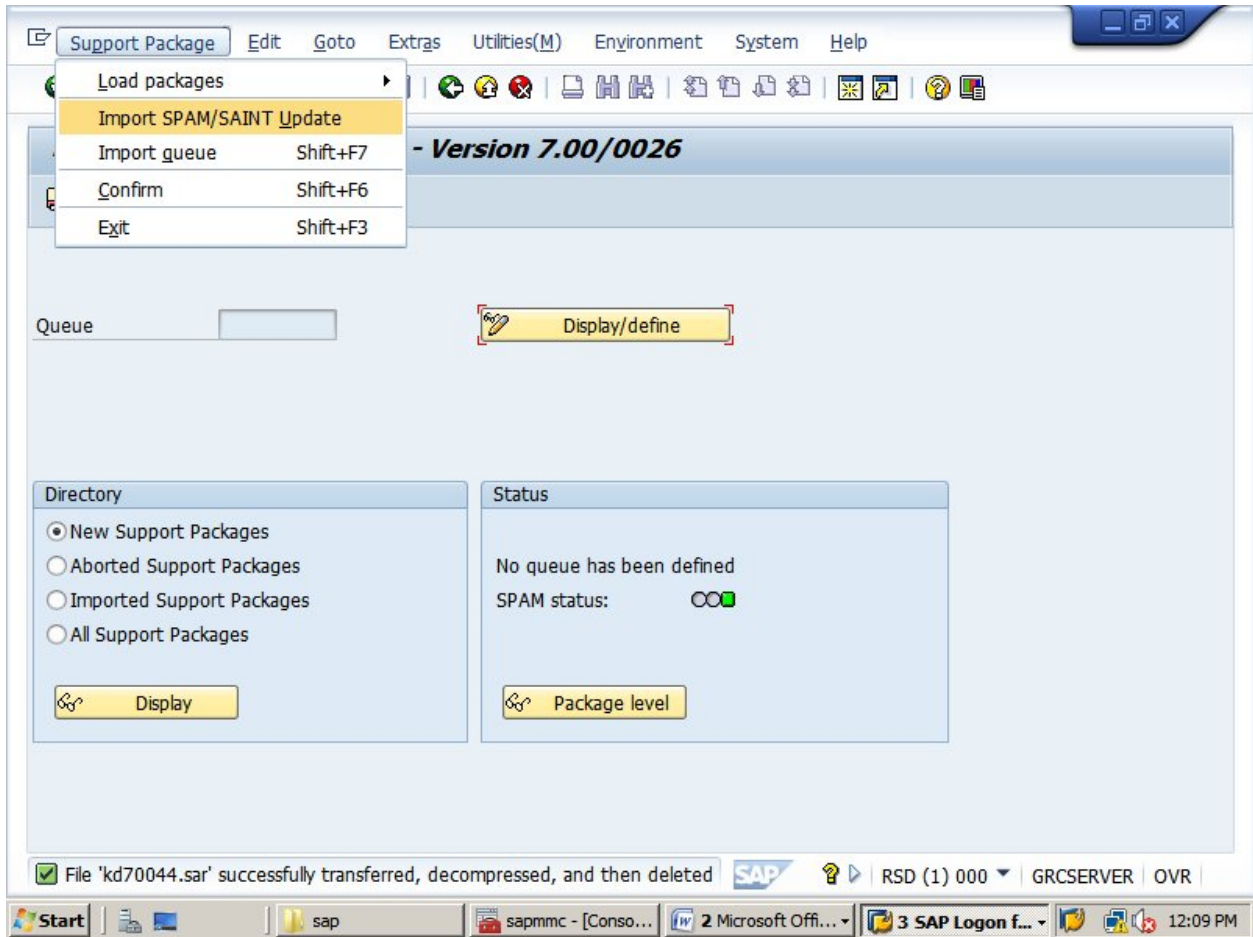 Support Package Edit Goto Extras Utilities(M) Environment System Help
Load packages
Import SPAM/SAINT Update
Import queue Shift+F7
Confirm Shift+F6
Exit Shift+F3
- Version 7.00/0026
Queue
Display/define
Directory
New Support Packages
Aborted Support Packages
Imported Support Packages
All Support Packages
Display
Status
No queue has been defined
SPAM status:
Package level
File 'kd70044.sar' successfully transferred, decompressed, and then deleted SAP RSD (1) 000 GRCSERVER OVR
Start sap sapmmc - [Conso... 2 Microsoft Offi... 3 SAP Logon f... 12:09 PM